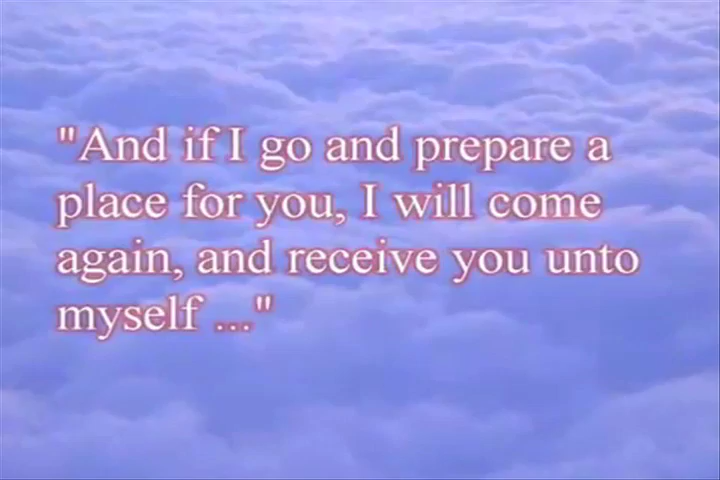 "And if I go and prepare a
place for you, I will come
again, and receive you unto
myself ..."